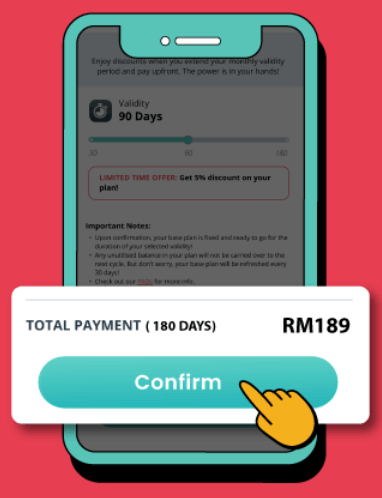 Enjoy discounts when you extend your monthly validity
period and pay upfront. The power is in your hands!
Validity
90 Days
30 90 180
LIMITED TIME OFFER: Get 5% discount on your
plan!
Important Notes:
• Upon confirmation, your base plan is fixed and ready to go for the
duration of your selected validity!
• Any unutilised balance in your plan will not be carried over to the
next cycle. But don't worry, your base plan will be refreshed every
30 days!
• Check out our FAQs for more info.
TOTAL PAYMENT ( 180 DAYS) RM189
Confirm